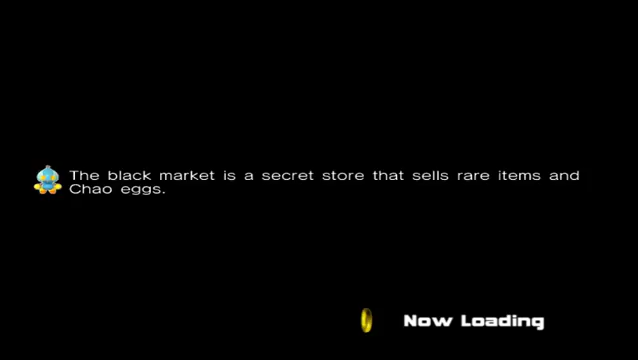 The black market is a secret store that sells rare items and
Chao eggs.
Now Loading